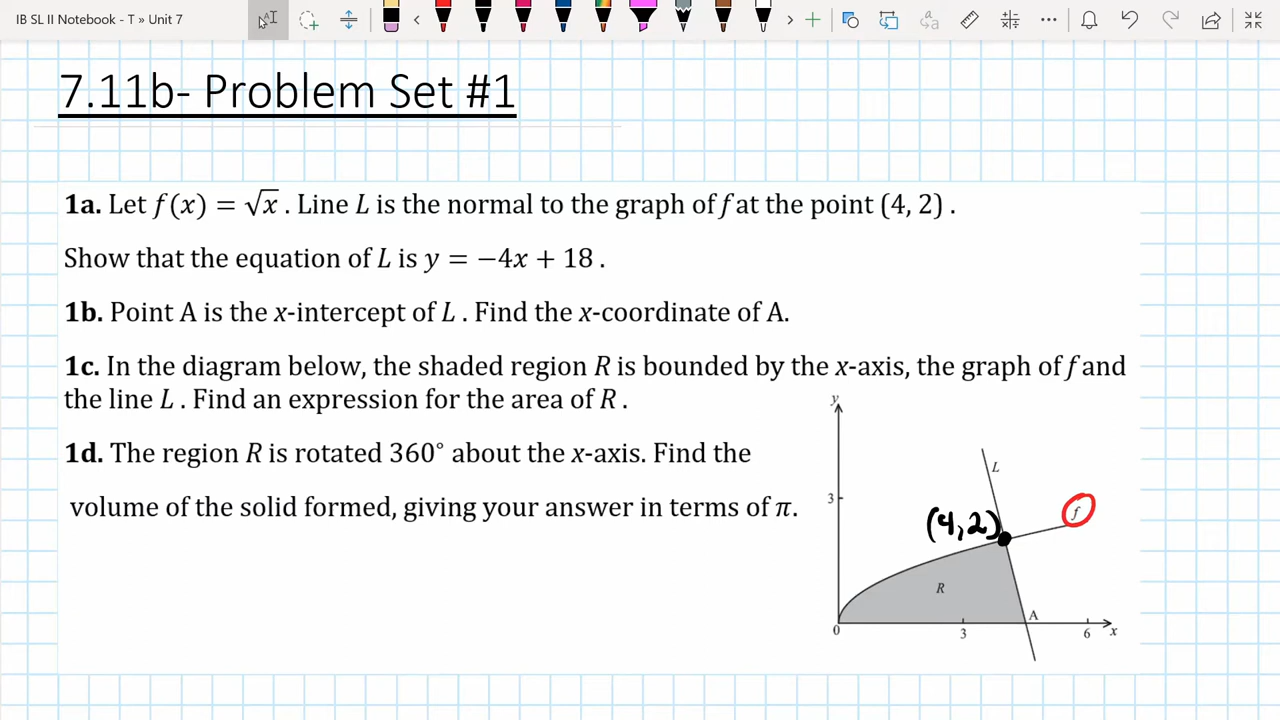 IB SL II Notebook - T » Unit 7
7.11b- Problem Set #1
1a. Let f(x) = √x . Line L is the normal to the graph of f at the point (4, 2) .
Show that the equation of L is y = −4x + 18 .
1b. Point A is the x-intercept of L . Find the x-coordinate of A.
1c. In the diagram below, the shaded region R is bounded by the x-axis, the graph of f and
the line L . Find an expression for the area of R .
1d. The region R is rotated 360° about the x-axis. Find the
volume of the solid formed, giving your answer in terms of π.
y
L
3
(4,2)
f
R
A
0
3
6
x